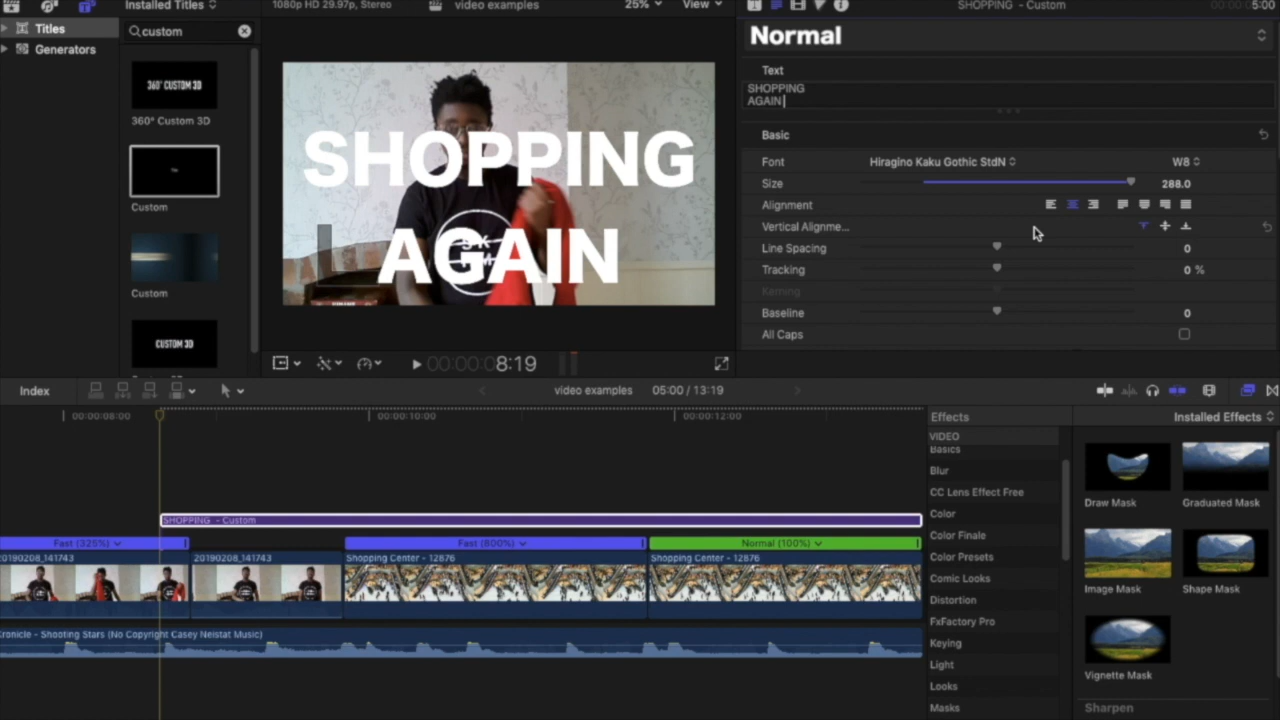 Installed Titles
1080p HD 29.97p, Stereo
video examples
25%
View
SHOPPING - Custom
5:00
Titles
custom
Generators
360° CUSTOM 3D
360° Custom 3D
Custom
Custom
CUSTOM 3D
SHOPPING
AGAIN
8:19
Normal
Text
SHOPPING
AGAIN
Basic
Font
Hiragino Kaku Gothic StdN
W8
Size
288.0
Alignment
Vertical Alignme...
Line Spacing
0
Tracking
0 %
Kerning
Baseline
0
All Caps
Index
video examples
05:00 / 13:19
00:00:08:00
00:00:10:00
00:00:12:00
SHOPPING - Custom
Fast (325%)
Fast (800%)
Normal (100%)
20190208_141743
20190208_141743
Shopping Center - 12876
Shopping Center - 12876
Kronicle - Shooting Stars (No Copyright Casey Neistat Music)
Effects
Installed Effects
VIDEO
Basics
Blur
CC Lens Effect Free
Color
Color Finale
Color Presets
Comic Looks
Distortion
FxFactory Pro
Keying
Light
Looks
Masks
Draw Mask
Graduated Mask
Image Mask
Shape Mask
Vignette Mask
Sharpen